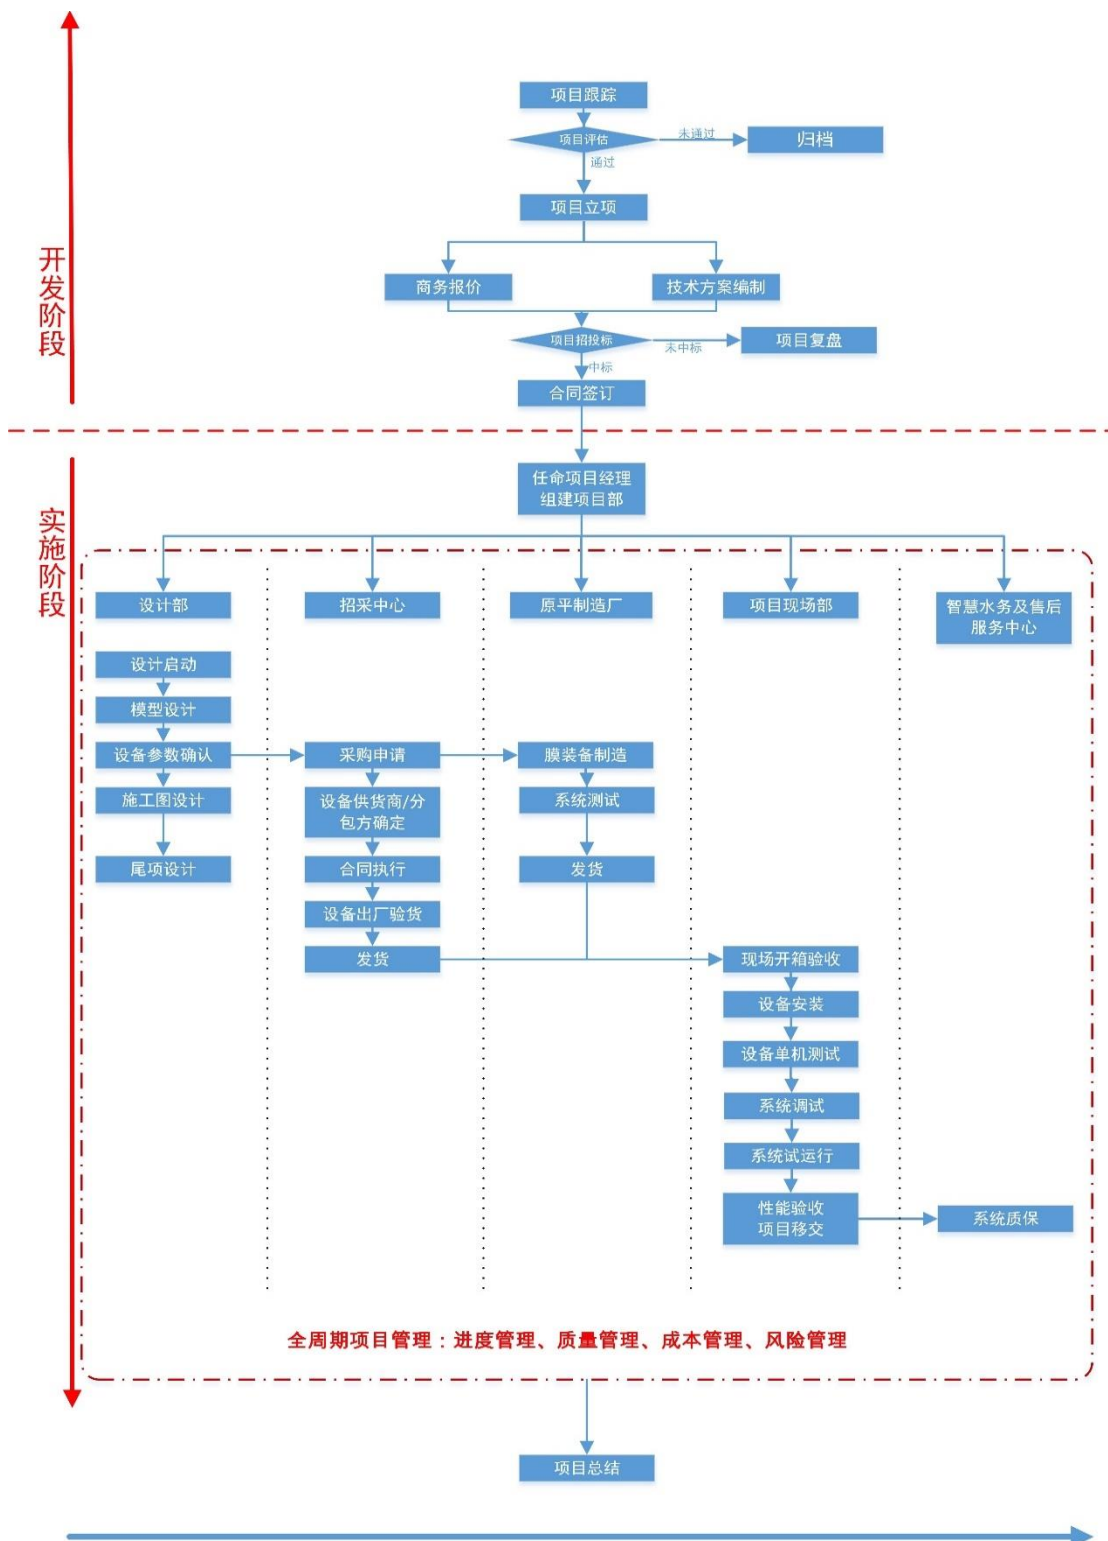 项目跟踪
项目评估
未通过
归档
通过
项目立项
商务报价
技术方案编制
项目招投标
未中标
项目复盘
中标
合同签订
开发阶段
任命项目经理
组建项目部
实施阶段
设计部
招采中心
原平制造厂
项目现场部
智慧水务及售后
服务中心
设计启动
模型设计
设备参数确认
施工图设计
尾项设计
采购申请
设备供货商/分
包方确定
合同执行
设备出厂验货
发货
膜装备制造
系统测试
发货
现场开箱验收
设备安装
设备单机测试
系统调试
系统试运行
性能验收
项目移交
系统质保
全周期项目管理：进度管理、质量管理、成本管理、风险管理
项目总结